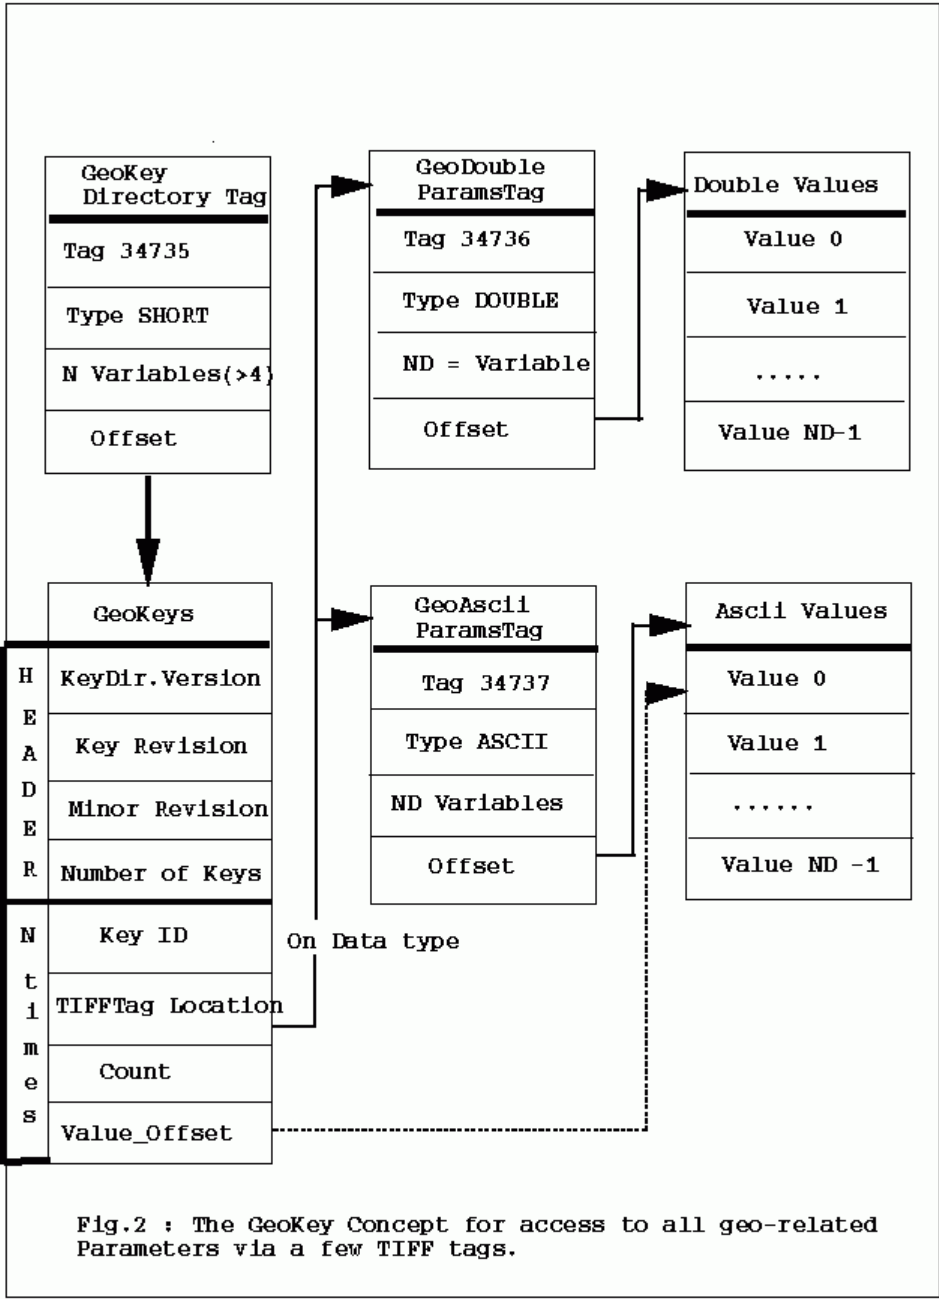 GeoKey
Directory Tag
Tag 34735
Type SHORT
N Variables(>4)
Offset
GeoDouble
ParamsTag
Tag 34736
Type DOUBLE
ND = Variable
Offset
Double Values
Value 0
Value 1
.....
Value ND-1
GeoKeys
HEADER
KeyDir.Version
Key Revision
Minor Revision
Number of Keys
N times
Key ID
TIFFTag Location
Count
Value_Offset
On Data type
GeoAscii
ParamsTag
Tag 34737
Type ASCII
ND Variables
Offset
Ascii Values
Value 0
Value 1
......
Value ND -1
Fig.2 : The GeoKey Concept for access to all geo-related
Parameters via a few TIFF tags.